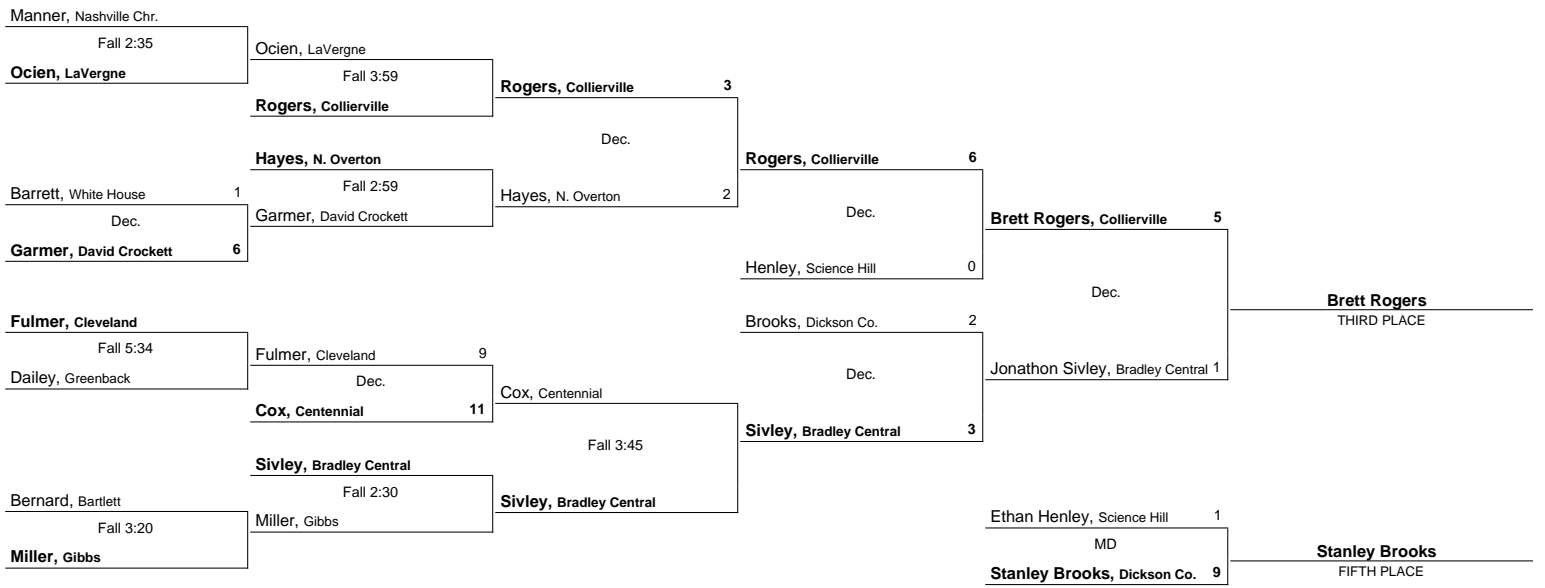 Manner, Nashville Chr.
Fall 2:35
Ocien, LaVergne
Barrett, White House 1
Dec.
Garmer, David Crockett 6
Fulmer, Cleveland
Fall 5:34
Dailey, Greenback
Bernard, Bartlett
Fall 3:20
Miller, Gibbs
Ocien, LaVergne
Fall 3:59
Rogers, Collierville
Hayes, N. Overton
Fall 2:59
Garmer, David Crockett
Fulmer, Cleveland 9
Dec.
Cox, Centennial 11
Sivley, Bradley Central
Fall 2:30
Miller, Gibbs
Rogers, Collierville 3
Dec.
Hayes, N. Overton 2
Cox, Centennial
Fall 3:45
Sivley, Bradley Central
Rogers, Collierville 6
Dec.
Henley, Science Hill 0
Brooks, Dickson Co. 2
Dec.
Sivley, Bradley Central 3
Brett Rogers, Collierville 5
Dec.
Jonathon Sivley, Bradley Central 1
Brett Rogers
THIRD PLACE
Ethan Henley, Science Hill 1
MD
Stanley Brooks, Dickson Co. 9
Stanley Brooks
FIFTH PLACE